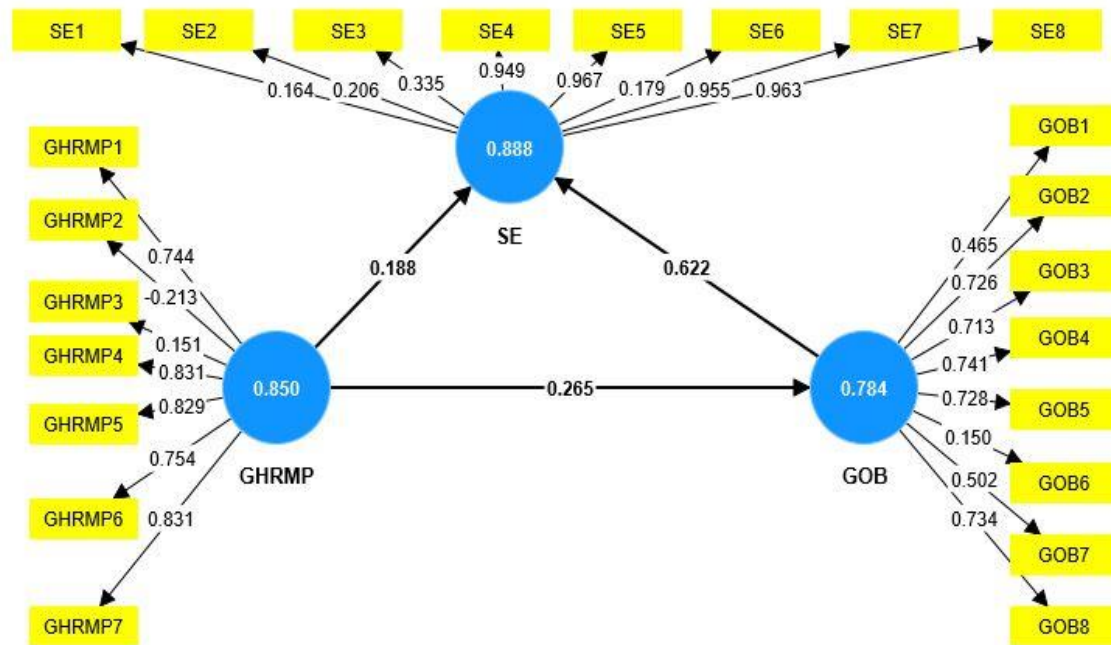 SE1 SE2 SE3 SE4 SE5 SE6 SE7 SE8
0.164 0.206 0.335 0.949 0.967 0.179 0.955 0.963
0.888
SE
GHRMP1
GHRMP2
GHRMP3
GHRMP4
GHRMP5
GHRMP6
GHRMP7
0.744
-0.213
0.151
0.831
0.829
0.754
0.831
0.850
GHRMP
0.188
0.622
0.265
0.784
GOB
0.465
0.726
0.713
0.741
0.728
0.150
0.502
0.734
GOB1
GOB2
GOB3
GOB4
GOB5
GOB6
GOB7
GOB8